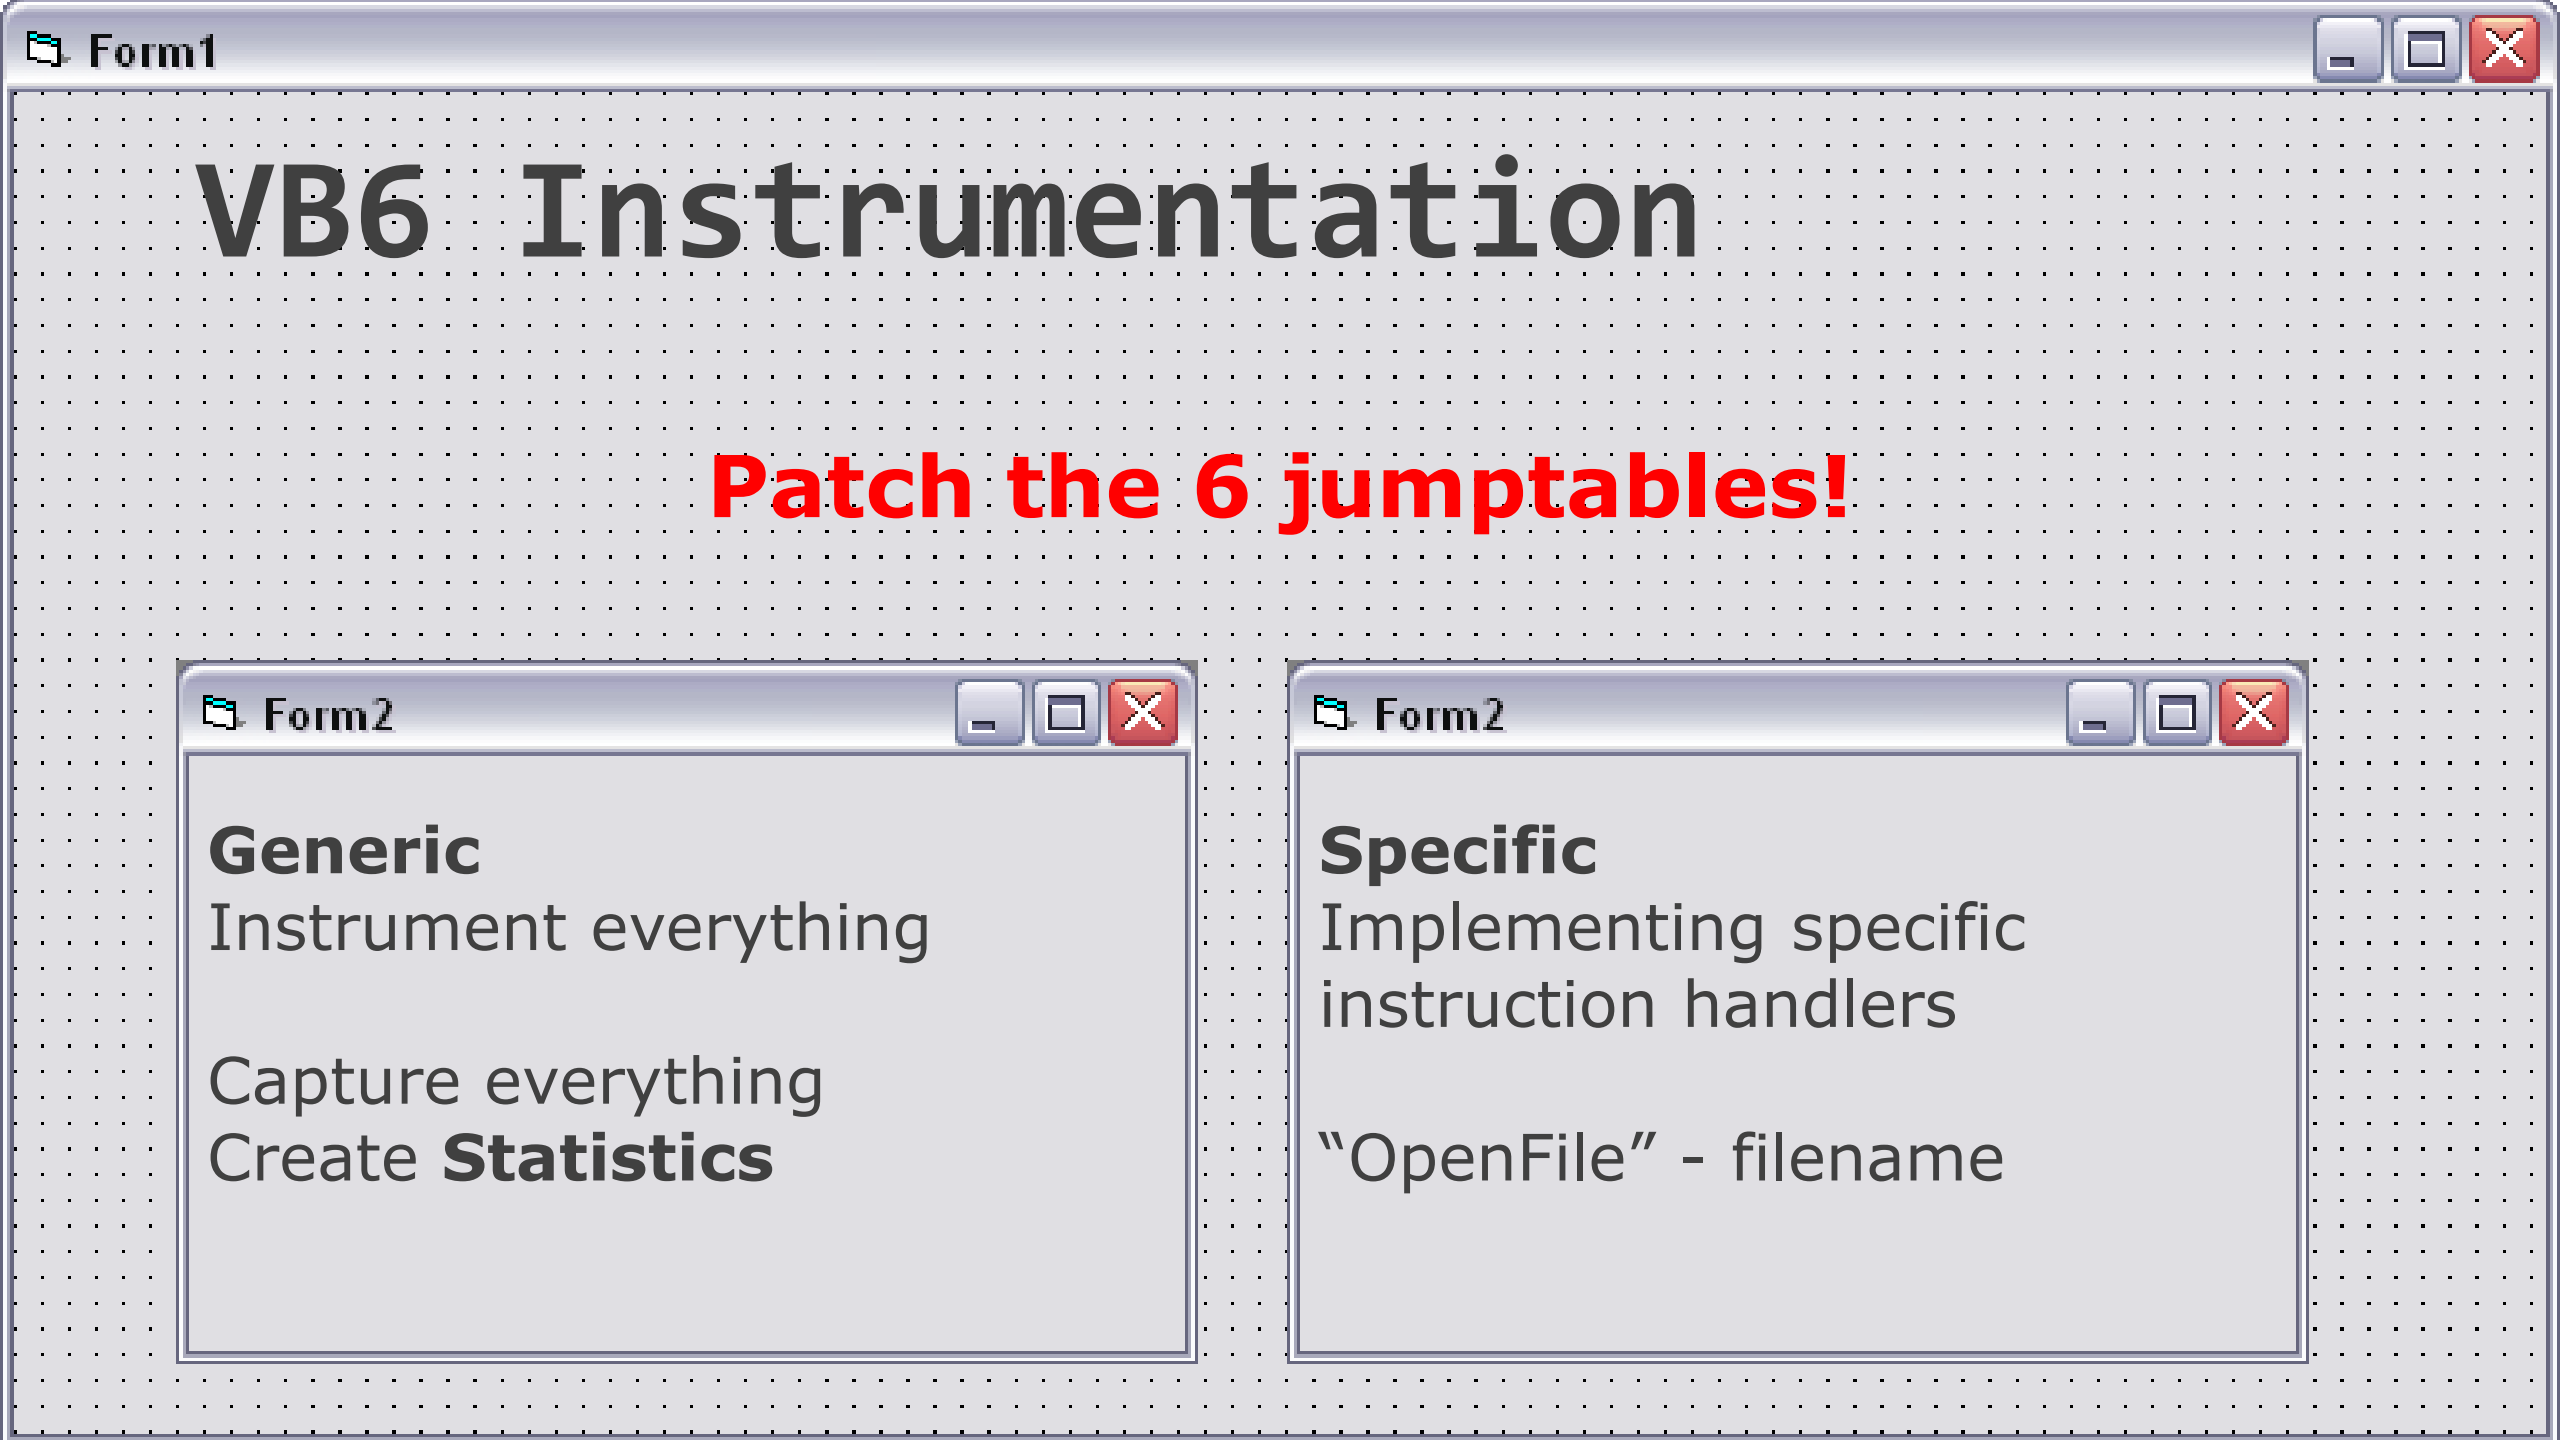 Form1
VB6 Instrumentation
Patch the 6 jumptables!
Form2
Generic
Instrument everything
Capture everything
Create Statistics
Form2
Specific
Implementing specific
instruction handlers
“OpenFile” - filename